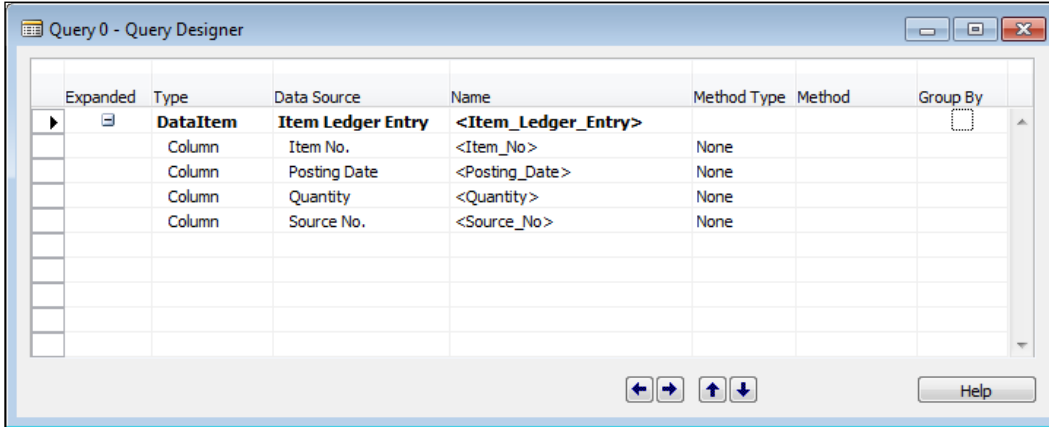 Query 0 - Query Designer
Expanded Type Data Source Name Method Type Method Group By
DataItem Item Ledger Entry <Item_Ledger_Entry>
Column Item No. <Item_No> None
Column Posting Date <Posting_Date> None
Column Quantity <Quantity> None
Column Source No. <Source_No> None
Help